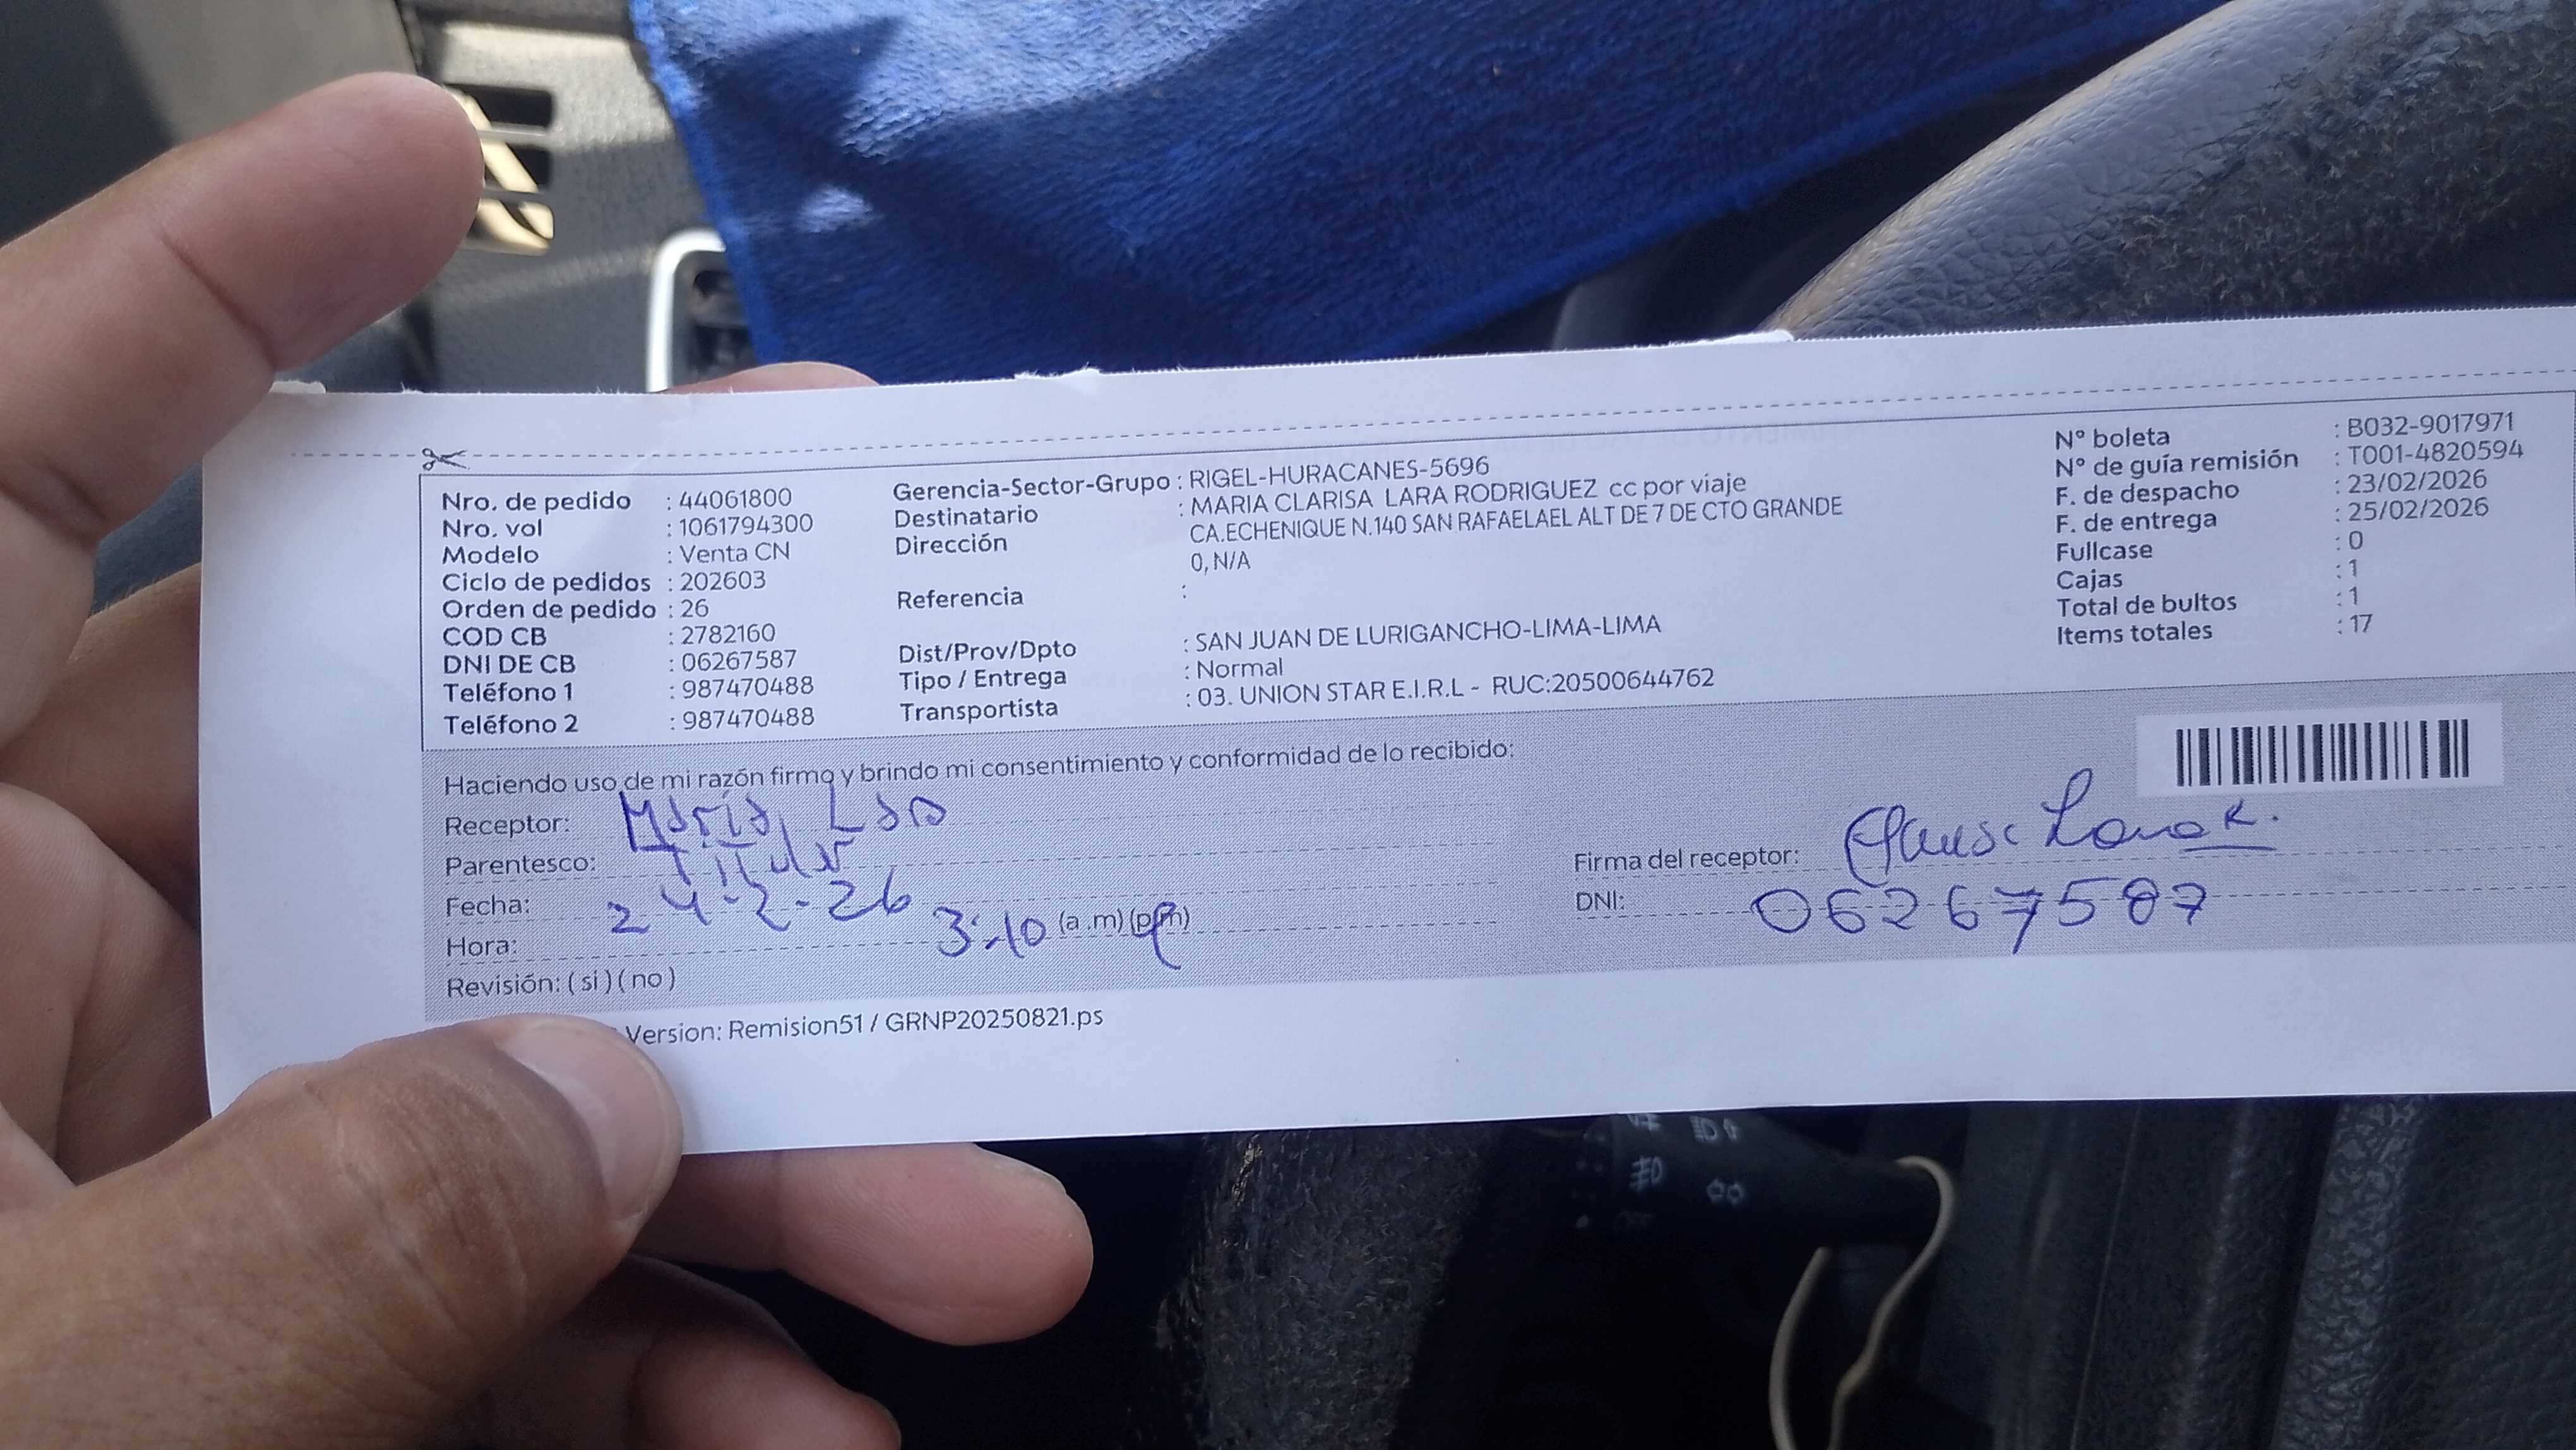 Nro. de pedido : 44061800
Nro. vol : 1061794300
Modelo : Venta CN
Ciclo de pedidos : 202603
Orden de pedido : 26
COD CB : 2782160
DNI DE CB : 06267587
Teléfono 1 : 987470488
Teléfono 2 : 987470488
Gerencia-Sector-Grupo : RIGEL-HURACANES-5696
Destinatario : MARIA CLARISA LARA RODRIGUEZ cc por viaje
Dirección CA.ECHENIQUE N.140 SAN RAFAELAEL ALT DE 7 DE CTO GRANDE
0, N/A
Referencia :
Dist/Prov/Dpto : SAN JUAN DE LURIGANCHO-LIMA-LIMA
Tipo / Entrega : Normal
Transportista : 03. UNION STAR E.I.R.L - RUC:20500644762
N° boleta : B032-9017971
N° de guía remisión : T001-4820594
F. de despacho : 23/02/2026
F. de entrega : 25/02/2026
Fullcase : 0
Cajas : 1
Total de bultos : 1
Items totales : 17
Haciendo uso de mi razón firmo y brindo mi consentimiento y conformidad de lo recibido:
Receptor: María
Parentesco: Titular
Fecha: 24-2-26
Hora: 3:10 (a.m) (p.m)
Revisión: (si) (no)
Firma del receptor: Lara R.
DNI: 06267587
Version: Remision51 / GRNP20250821.ps